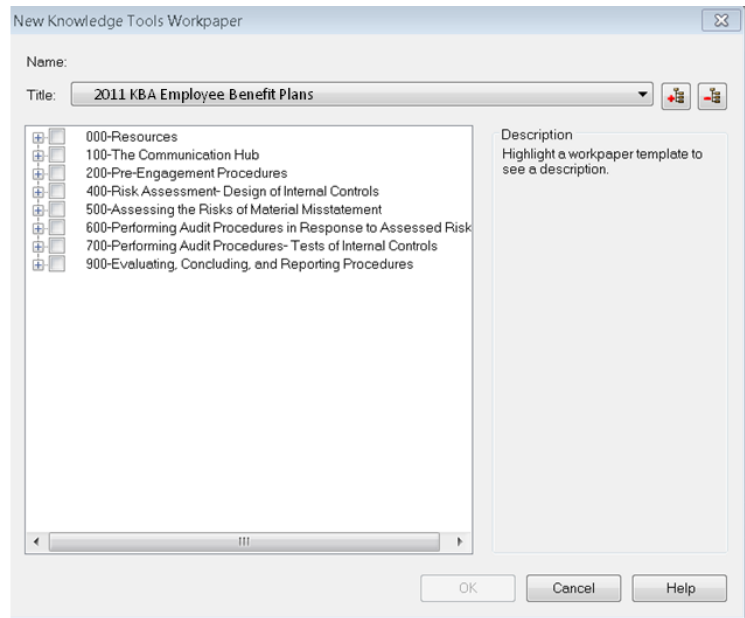 New Knowledge Tools Workpaper
Name:
Title: 2011 KBA Employee Benefit Plans
000-Resources
100-The Communication Hub
200-Pre-Engagement Procedures
400-Risk Assessment- Design of Internal Controls
500-Assessing the Risks of Material Misstatement
600-Performing Audit Procedures in Response to Assessed Risk
700-Performing Audit Procedures- Tests of Internal Controls
900-Evaluating, Concluding, and Reporting Procedures
Description
Highlight a workpaper template to
see a description.
OK Cancel Help